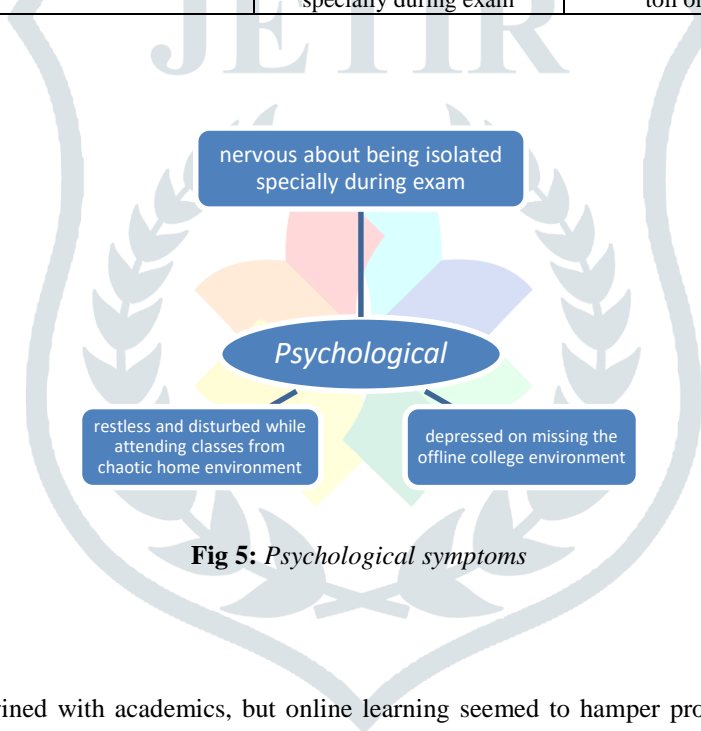 specially during exam
JETIR
nervous about being isolated
specially during exam
Psychological
restless and disturbed while
attending classes from
chaotic home environment
depressed on missing the
offline college environment
Fig 5: Psychological symptoms
with academics, but online learning seemed to hamper